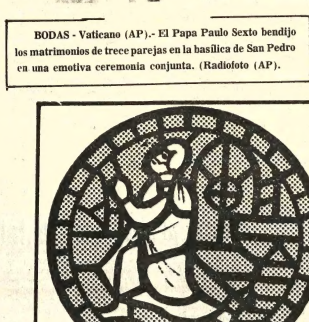 BODAS - Vaticano (AP).- El Papa Paulo Sexto bendijo
los matrimonios de trece parejas en la basílica de San Pedro
en una emotiva ceremonia conjunta. (Radiofoto (AP).